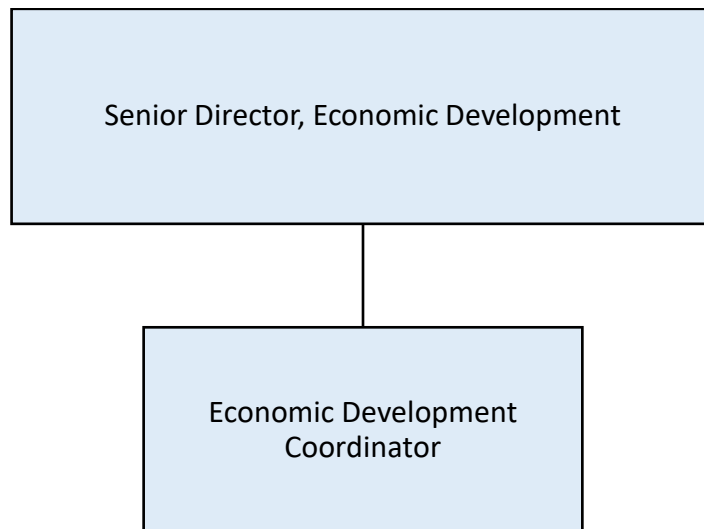 Senior Director, Economic Development
Economic Development
Coordinator